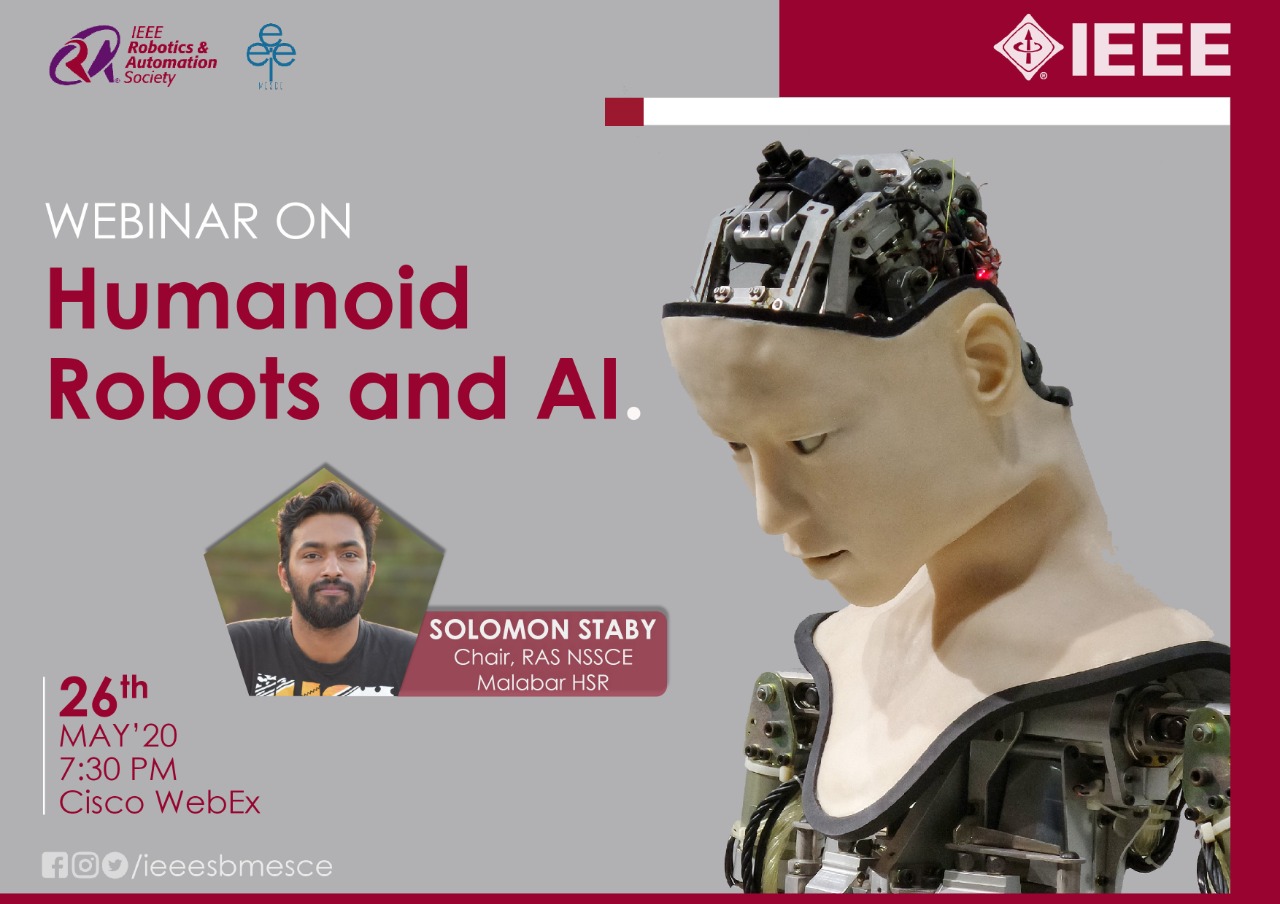 IEEE
Robotics &
Automation
Society
MESCE
IEEE
WEBINAR ON
Humanoid
Robots and AI.
SOLOMON STABY
Chair, RAS NSSCE
Malabar HSR
26th
MAY'20
7:30 PM
Cisco WebEx
/ieeesbmesce